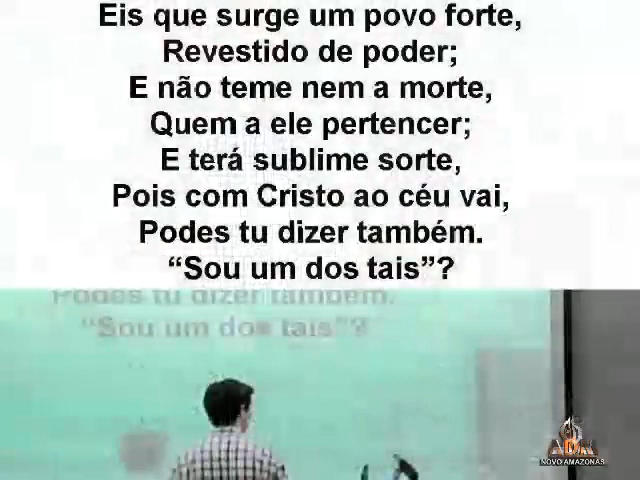 Eis que surge um povo forte,
Revestido de poder;
E não teme nem a morte,
Quem a ele pertencer;
E terá sublime sorte,
Pois com Cristo ao céu vai,
Podes tu dizer também.
“Sou um dos tais”?
Podes tu dizer também.
“Sou um dos tais”?
NOVO AMAZONAS